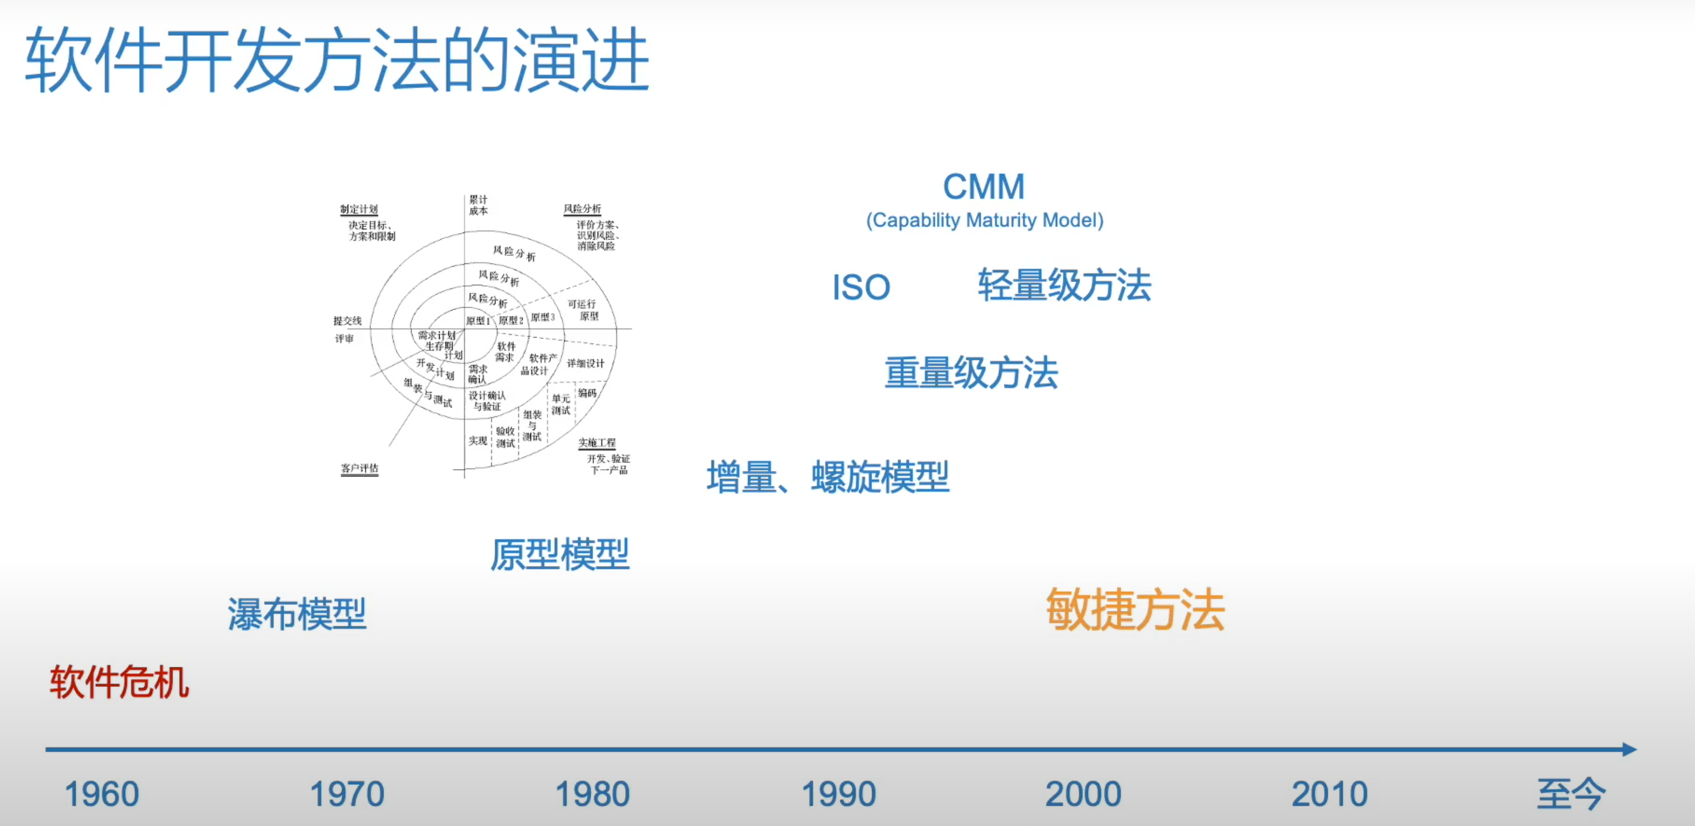 软件开发方法的演进
累计
成本
制定计划
决定目标、
方案和限制
风险分析
评价方案、
识别风险、
消除风险
风险分析
风险分析
风险分析
可运行
原型
原型1
原型2
原型3
提交线
评审
需求计划
生存期
计划
开发计划
组装
与测试
软件
需求
需求
确认
软件产
品设计
详细设计
设计确认
与验证
编码
单元
测试
组装
与
测试
验收
测试
实现
实施工程
开发、验证
下一产品
客户评估
CMM
(Capability Maturity Model)
ISO
轻量级方法
重量级方法
增量、螺旋模型
原型模型
瀑布模型
敏捷方法
软件危机
1960 1970 1980 1990 2000 2010 至今